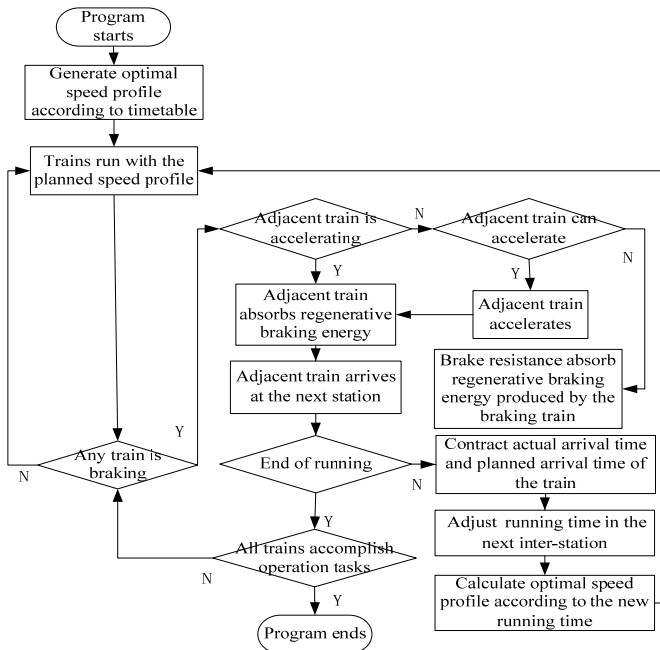 Program
starts
Generate optimal
speed profile
according to timetable
Trains run with the
planned speed profile
Adjacent train is
accelerating
N
Adjacent train can
accelerate
N
Y
Y
Adjacent train
absorbs regenerative
braking energy
Adjacent train
accelerates
Adjacent train arrives
at the next station
Brake resistance absorb
regenerative braking
energy produced by the
braking train
Y
Any train is
braking
N
End of running
N
Contract actual arrival time
and planned arrival time of
the train
Y
Adjust running time in the
next inter-station
All trains accomplish
operation tasks
N
Y
Calculate optimal speed
profile according to the new
running time
Program ends